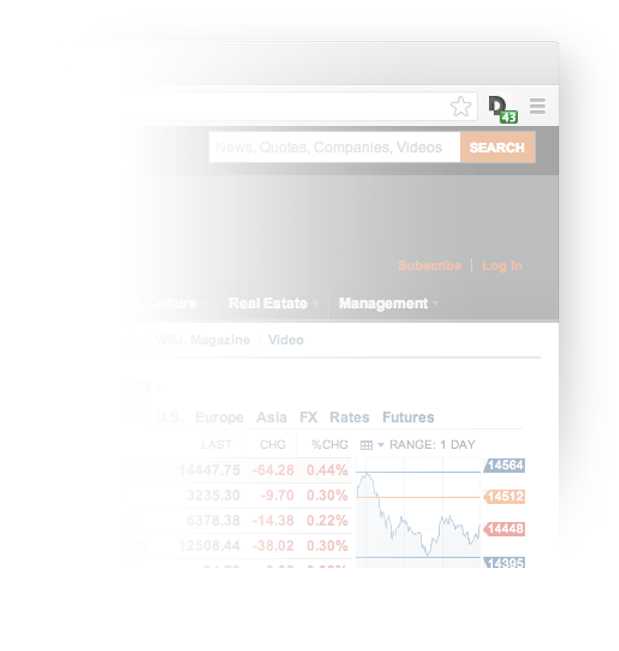 43
News, Quotes, Companies, Videos SEARCH
Subscribe Log In
Culture Real Estate Management
WSJ. Magazine Video
U.S. Europe Asia FX Rates Futures
LAST CHG %CHG RANGE: 1 DAY
14564
14447.75 -64.28 0.44%
3235.30 -9.70 0.30% 14512
6378.38 -14.38 0.22%
14448
12508.44 -38.02 0.30%
14395